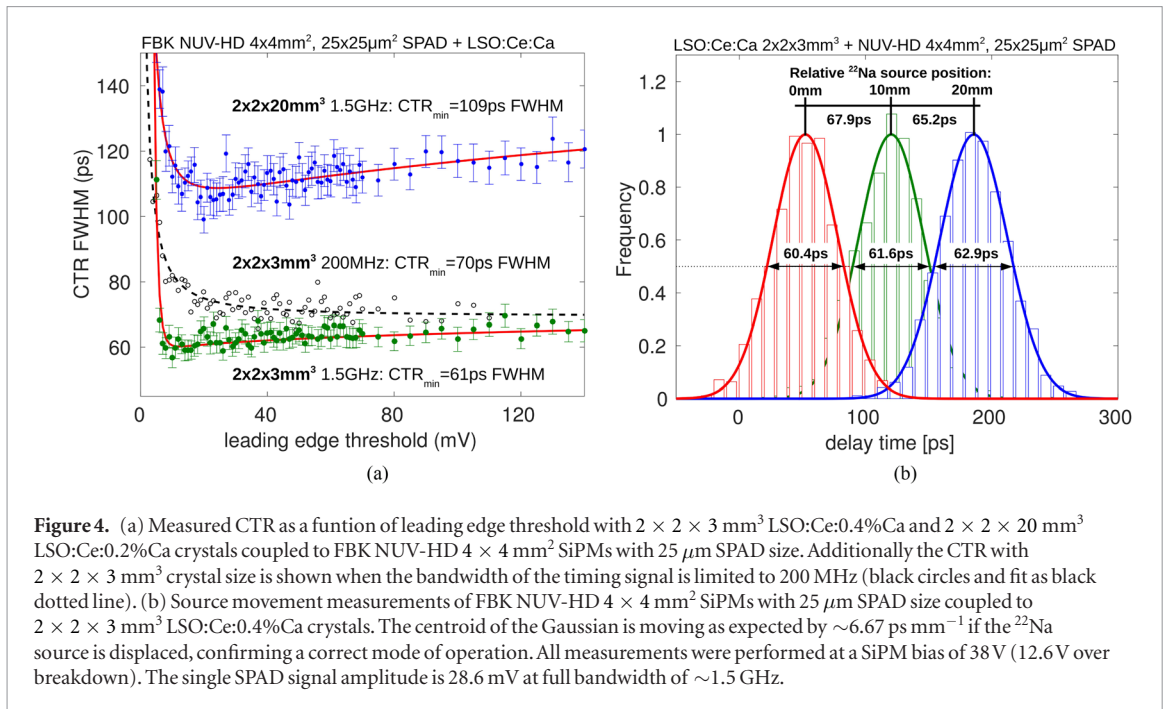 FBK NUV-HD 4x4mm², 25x25µm² SPAD + LSO:Ce:Ca
140
120
100
80
60
CTR FWHM (ps)
2x2x20mm³ 1.5GHz: CTRmin=109ps FWHM
2x2x3mm³ 200MHz: CTRmin=70ps FWHM
2x2x3mm³ 1.5GHz: CTRmin=61ps FWHM
0 40 80 120
leading edge threshold (mV)
(a)
LSO:Ce:Ca 2x2x3mm³ + NUV-HD 4x4mm², 25x25µm² SPAD
1.2
1
0.8
0.6
0.4
0.2
0
Frequency
Relative ²²Na source position:
0mm 10mm 20mm
67.9ps 65.2ps
60.4ps 61.6ps 62.9ps
0 100 200 300
delay time [ps]
(b)
Figure 4. (a) Measured CTR as a funtion of leading edge threshold with 2 × 2 × 3 mm³ LSO:Ce:0.4%Ca and 2 × 2 × 20 mm³
LSO:Ce:0.2%Ca crystals coupled to FBK NUV-HD 4 × 4 mm² SiPMs with 25 μm SPAD size. Additionally the CTR with
2 × 2 × 3 mm³ crystal size is shown when the bandwidth of the timing signal is limited to 200 MHz (black circles and fit as black
dotted line). (b) Source movement measurements of FBK NUV-HD 4 × 4 mm² SiPMs with 25 μm SPAD size coupled to
2 × 2 × 3 mm³ LSO:Ce:0.4%Ca crystals. The centroid of the Gaussian is moving as expected by ~6.67 ps mm⁻¹ if the ²²Na
source is displaced, confirming a correct mode of operation. All measurements were performed at a SiPM bias of 38 V (12.6 V over
breakdown). The single SPAD signal amplitude is 28.6 mV at full bandwidth of ~1.5 GHz.